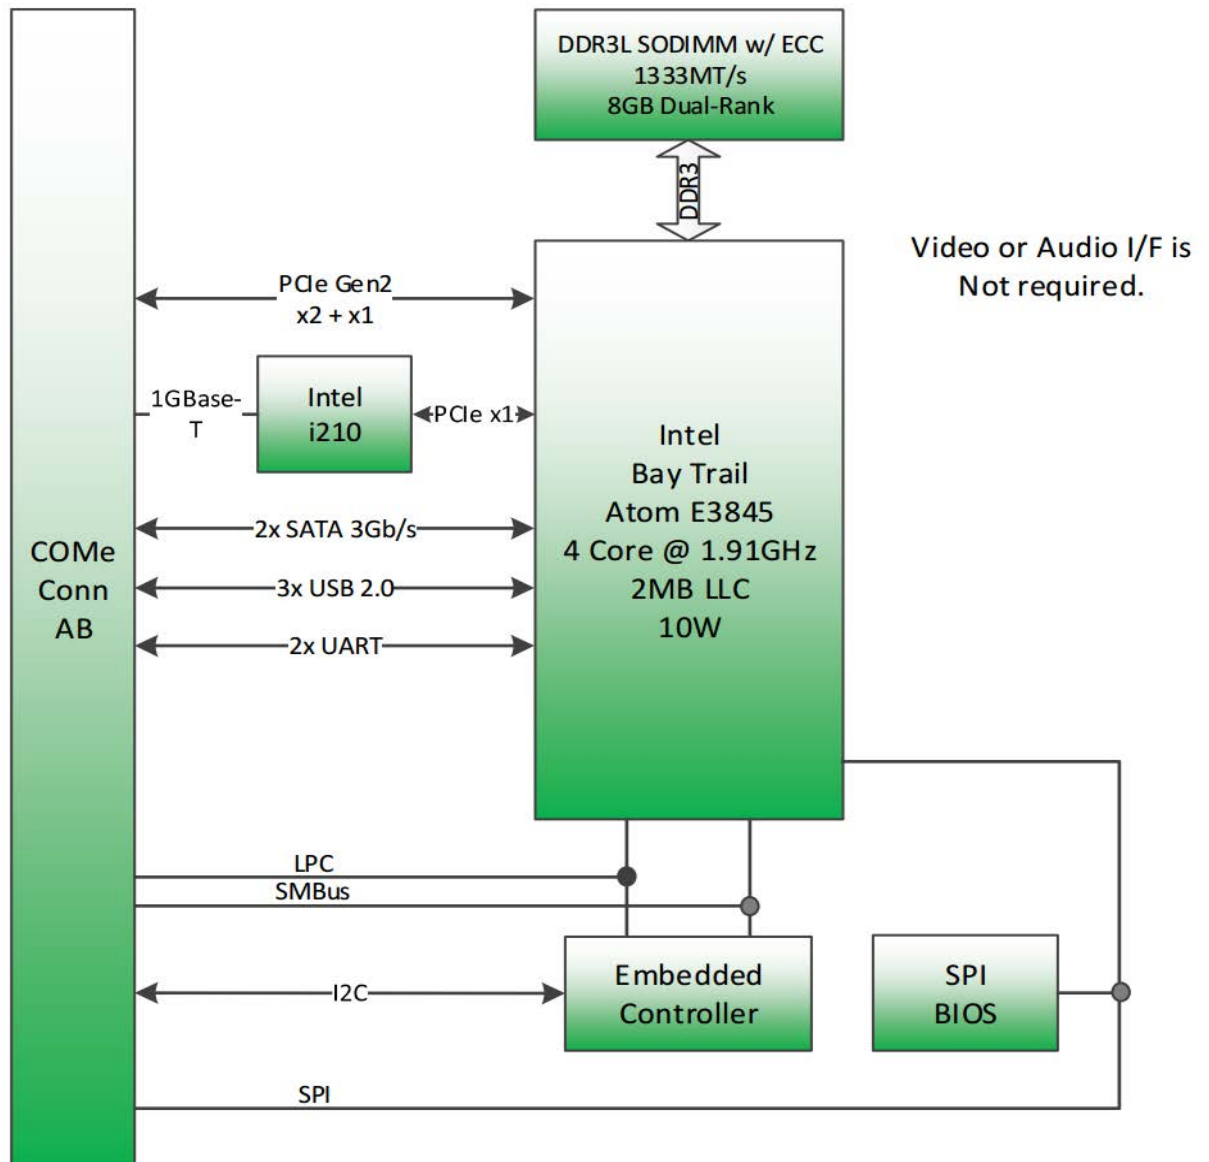 DDR3L SODIMM w/ ECC
1333MT/s
8GB Dual-Rank
DDR3
Video or Audio I/F is
Not required.
PCIe Gen2
x2 + x1
1GBase-
T
Intel
i210
PCIe x1
Intel
Bay Trail
Atom E3845
4 Core @ 1.91GHz
2MB LLC
10W
2x SATA 3Gb/s
3x USB 2.0
2x UART
COMe
Conn
AB
LPC
SMBus
I2C
Embedded
Controller
SPI
BIOS
SPI